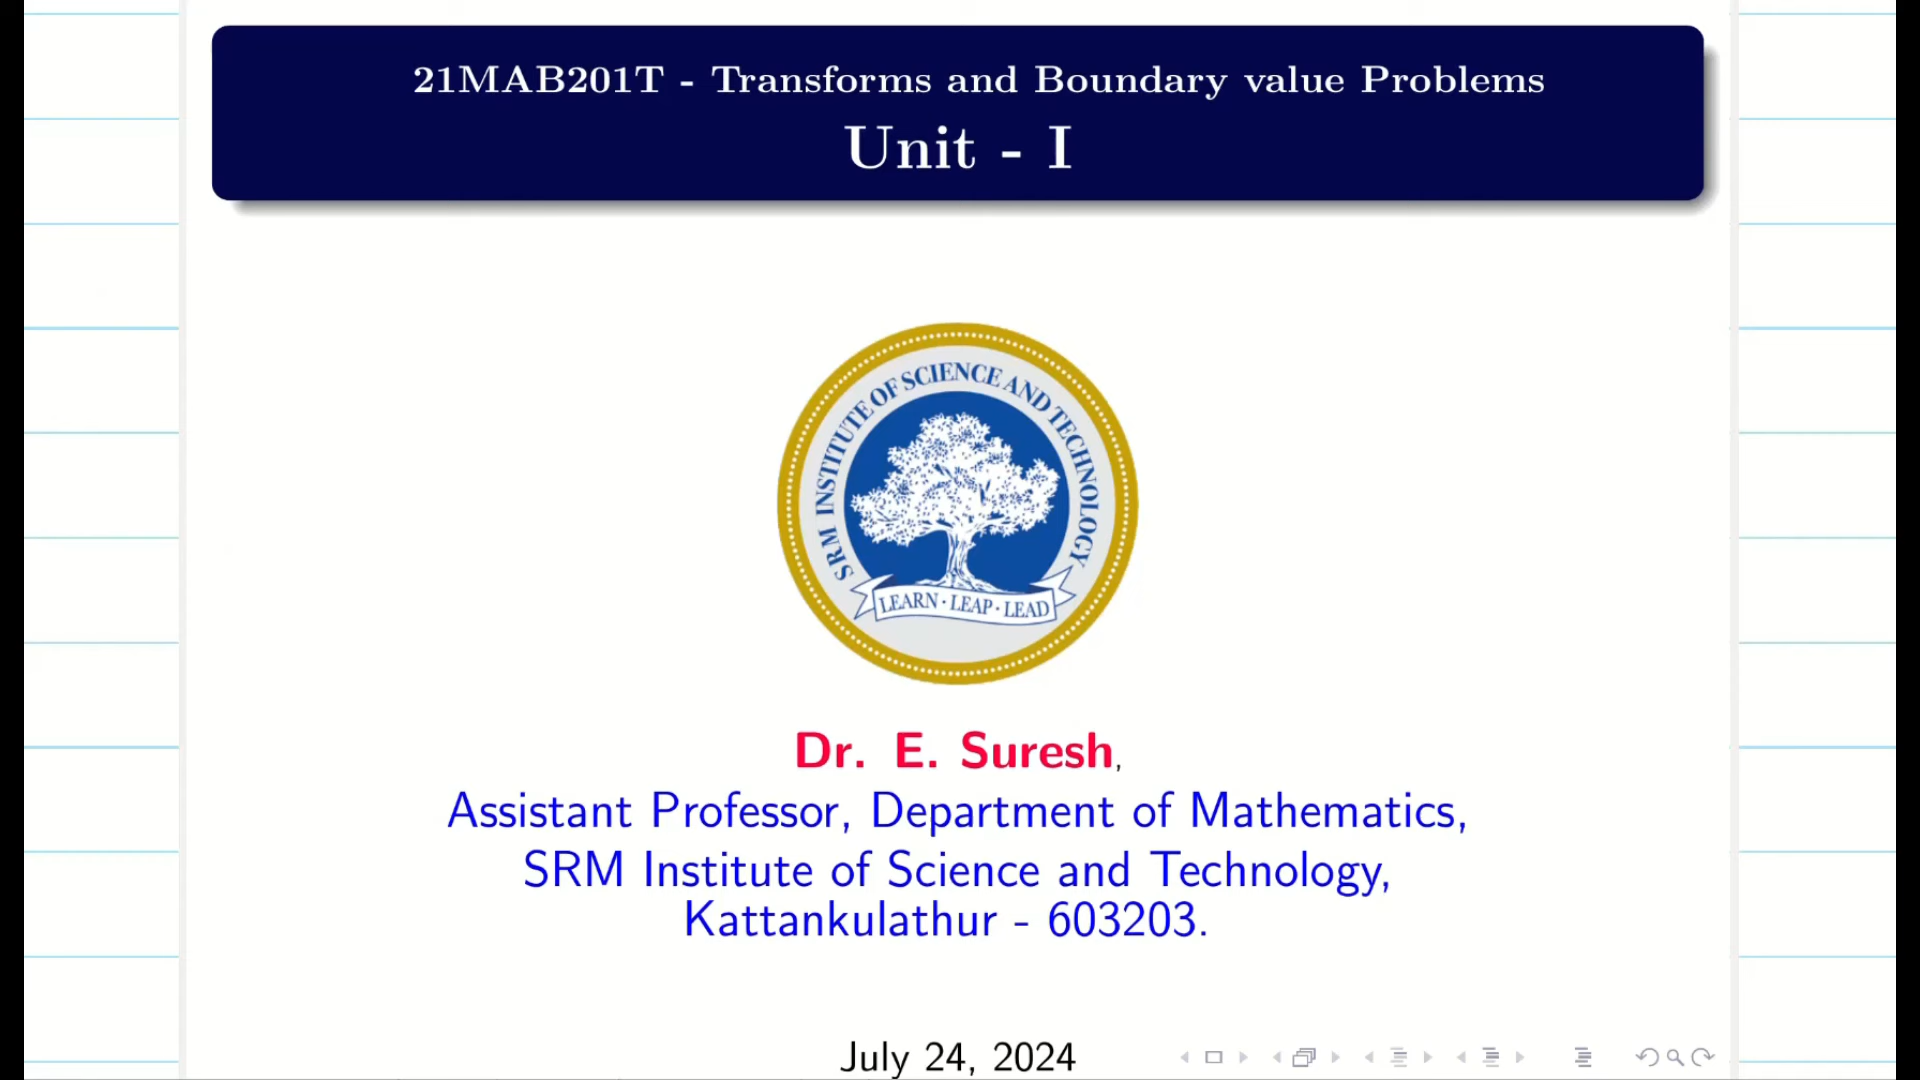 21MAB201T - Transforms and Boundary value Problems
Unit - I
SRM INSTITUTE OF SCIENCE AND TECHNOLOGY
LEARN · LEAP · LEAD
Dr. E. Suresh,
Assistant Professor, Department of Mathematics,
SRM Institute of Science and Technology,
Kattankulathur - 603203.
July 24, 2024